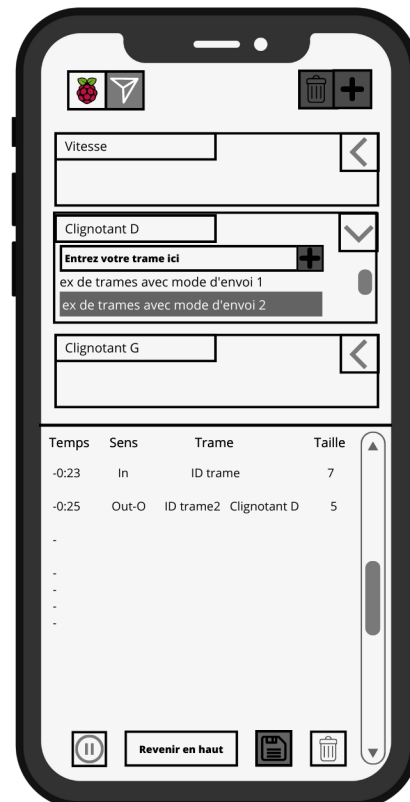 Vitesse
Clignotant D
Entrez votre trame ici
ex de trames avec mode d'envoi 1
ex de trames avec mode d'envoi 2
Clignotant G
Temps Sens Trame Taille
-0:23 In ID trame 7
-0:25 Out-O ID trame2 Clignotant D 5
-
-
-
-
-
Revenir en haut